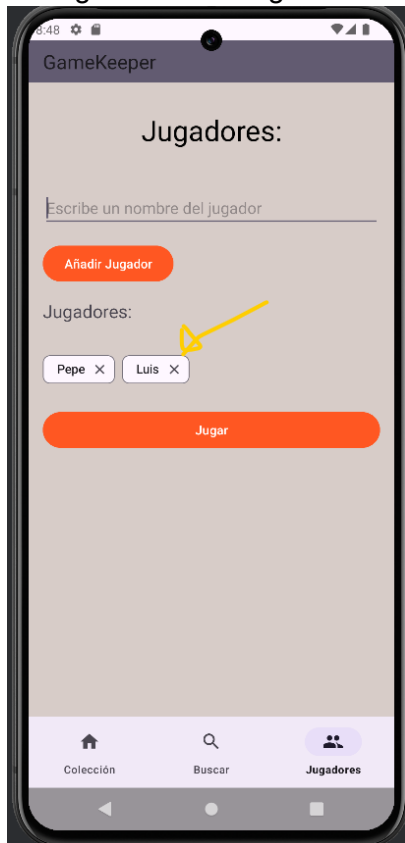 8:48
GameKeeper
Jugadores:
Escribe un nombre del jugador
Añadir Jugador
Jugadores:
Pepe Luis
Jugar
Colección Buscar Jugadores